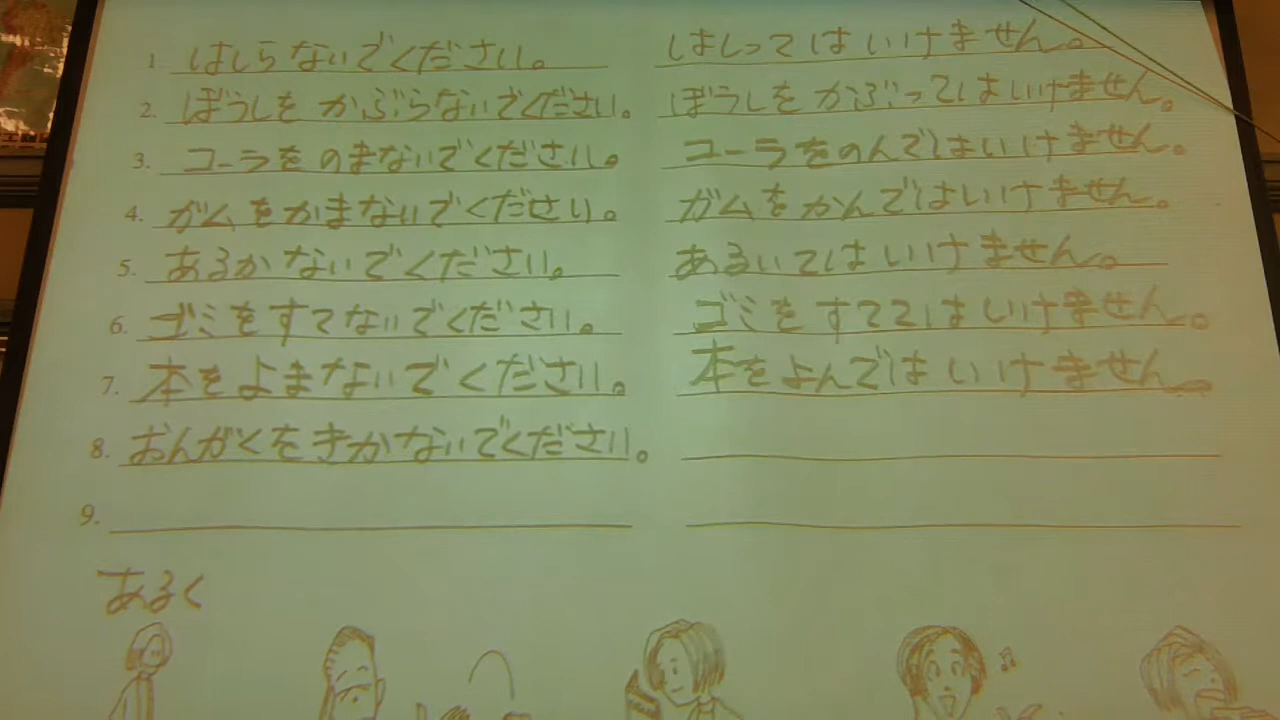 1. はしらないでください。 はしってはいけません。
2. ぼうしをかぶらないでください。 ぼうしをかぶってはいけません。
3. コーラをのまないでください。 コーラをのんではいけません。
4. ガムをかまないでください。 ガムをかんではいけません。
5. あるかないでください。 あるいてはいけません。
6. ゴミをすてないでください。 ゴミをすててはいけません。
7. 本をよまないでください。 本をよんではいけません。
8. おんがくをきかないでください。
9.
あるく